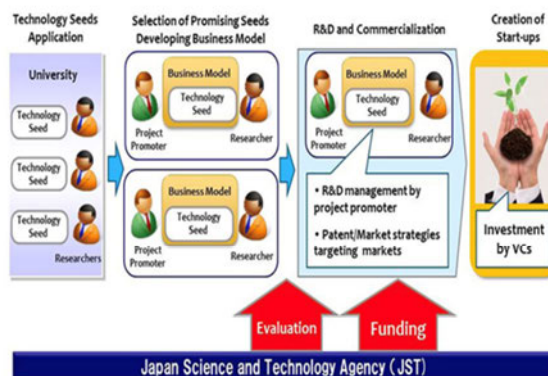 Technology Seeds
Application
University
Technology
Seed
Technology
Seed
Technology
Seed
Researchers
Selection of Promising Seeds
Developing Business Model
Business Model
Technology
Seed
Project
Promoter
Researcher
Business Model
Technology
Seed
Project
Promoter
Researcher
R&D and Commercialization
Business Model
Technology
Seed
Project
Promoter
Researcher
• R&D management by
project promoter
• Patent/Market strategies
targeting markets
Creation of
Start-ups
Investment
by VCs
Evaluation
Funding
Japan Science and Technology Agency (JST)